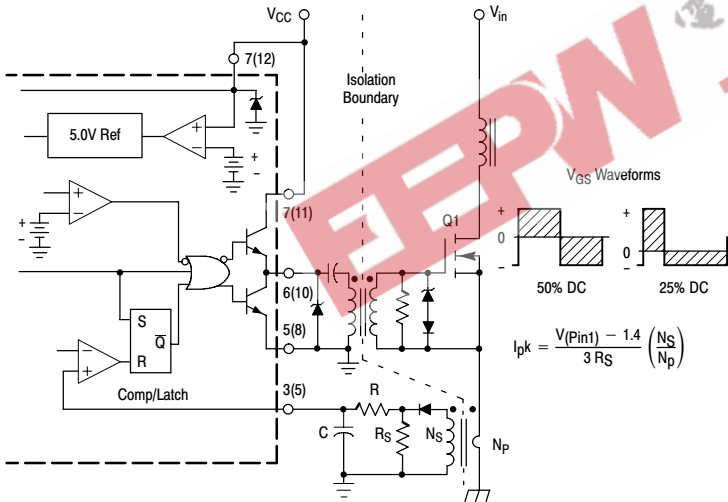 VCC
Vin
7(12)
Isolation
Boundary
5.0V Ref
+
−
+
−
EEPW
VGS Waveforms
+
−
+
−
7(11)
Q1
+
0
−
+
0
−
50% DC
25% DC
6(10)
S
Q̅
R
5(8)
−
+
Comp/Latch
Ipk = V(Pin1) − 1.4 / 3 RS (NS / Np)
3(5)
R
C
RS
NS
NP